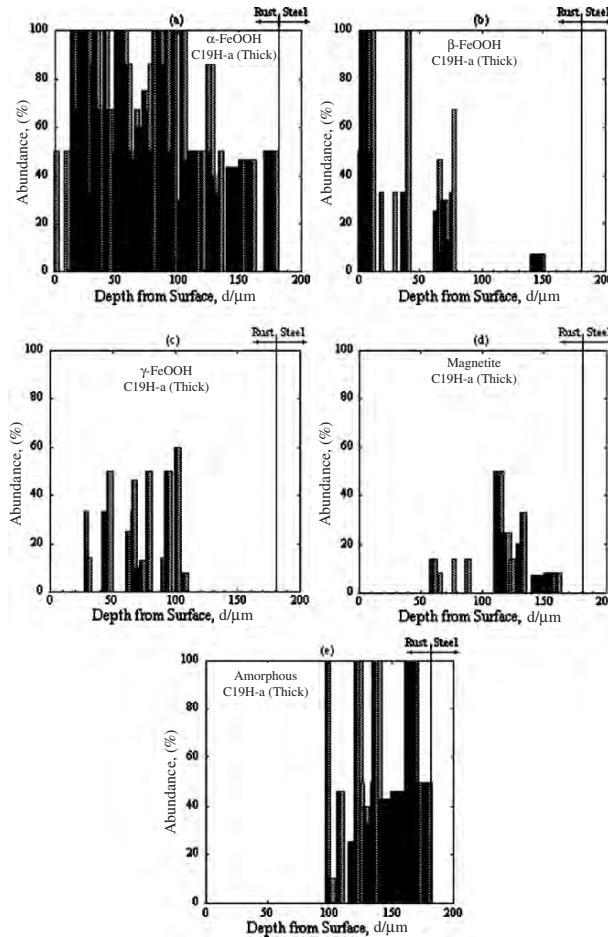 (a)
Rust Steel
α-FeOOH
C19H-a (Thick)
100
80
60
40
20
0
Abundance, (%)
0 50 100 150 200
Depth from Surface, d/μm
(b)
Rust Steel
β-FeOOH
C19H-a (Thick)
100
80
60
40
20
0
Abundance, (%)
0 50 100 150 200
Depth from Surface, d/μm
(c)
Rust Steel
γ-FeOOH
C19H-a (Thick)
100
80
60
40
20
0
Abundance, (%)
0 50 100 150 200
Depth from Surface, d/μm
(d)
Rust Steel
Magnetite
C19H-a (Thick)
100
80
60
40
20
0
Abundance, (%)
0 50 100 150 200
Depth from Surface, d/μm
(e)
Rust Steel
Amorphous
C19H-a (Thick)
100
80
60
40
20
0
Abundance, (%)
0 50 100 150 200
Depth from Surface, d/μm